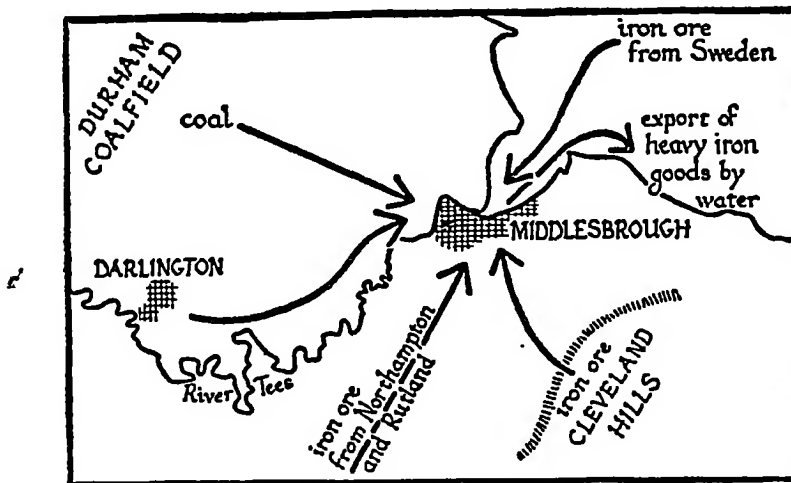 DURHAM
COALFIELD
iron ore
from Sweden
coal
export of
heavy iron
goods by
water
MIDDLESBROUGH
DARLINGTON
River Tees
iron ore
from Northampton
and Rutland
iron ore
CLEVELAND
HILLS